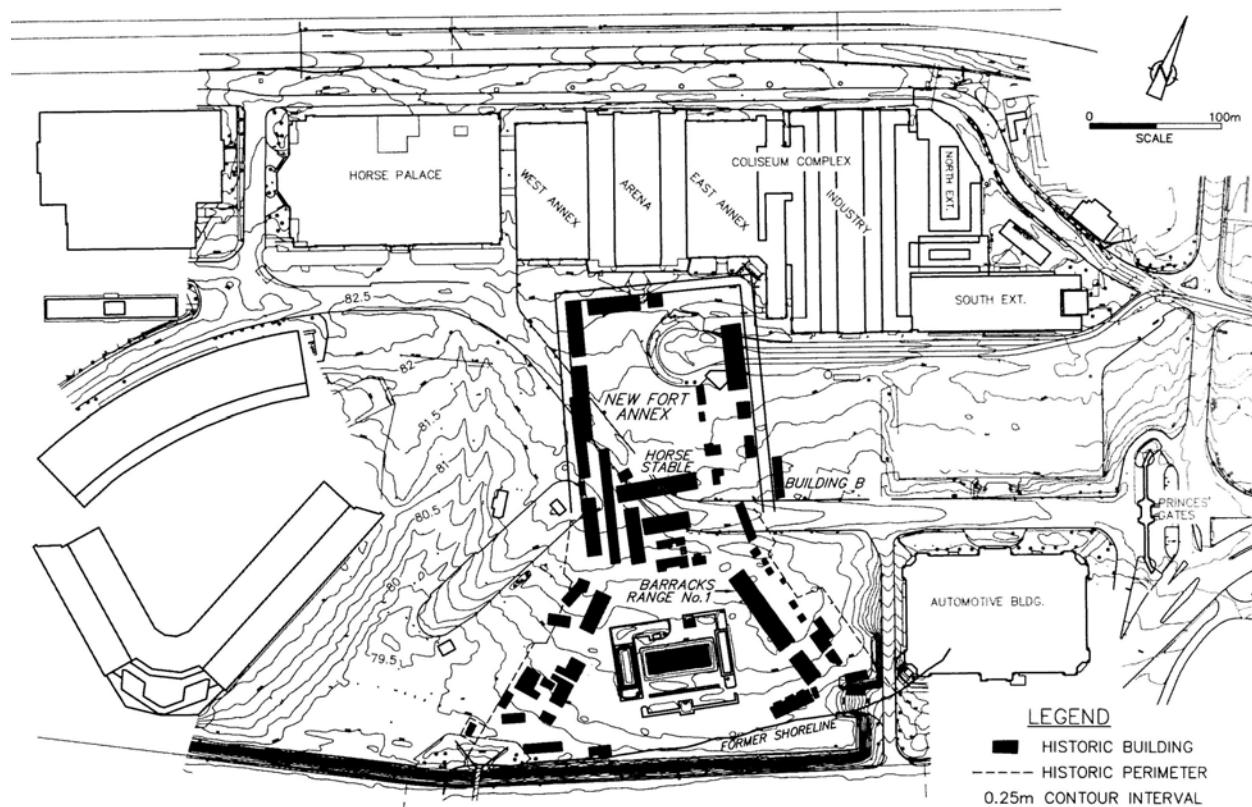 0 100m
SCALE
COLISEUM COMPLEX
HORSE PALACE
WEST ANNEX
ARENA
EAST ANNEX
INDUSTRY
NORTH EXT.
SOUTH EXT.
82.5
82
81.5
81
80.5
80
79.5
NEW FORT
ANNEX
HORSE
STABLE
BUILDING B
PRINCES'
GATES
BARRACKS
RANGE No.1
AUTOMOTIVE BLDG.
FORMER SHORELINE
LEGEND
HISTORIC BUILDING
HISTORIC PERIMETER
0.25m CONTOUR INTERVAL